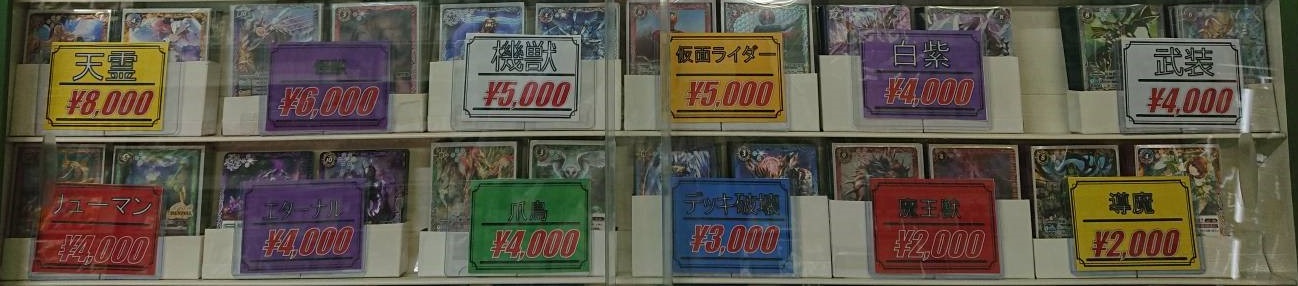 天霊
¥8,000
¥6,000
機獣
¥5,000
仮面ライダー
¥5,000
白紫
¥4,000
武装
¥4,000
ナューマン
¥4,000
エターナル
¥4,000
爪鳥
¥4,000
デッキ破壊
¥3,000
魔王獣
¥2,000
導魔
¥2,000